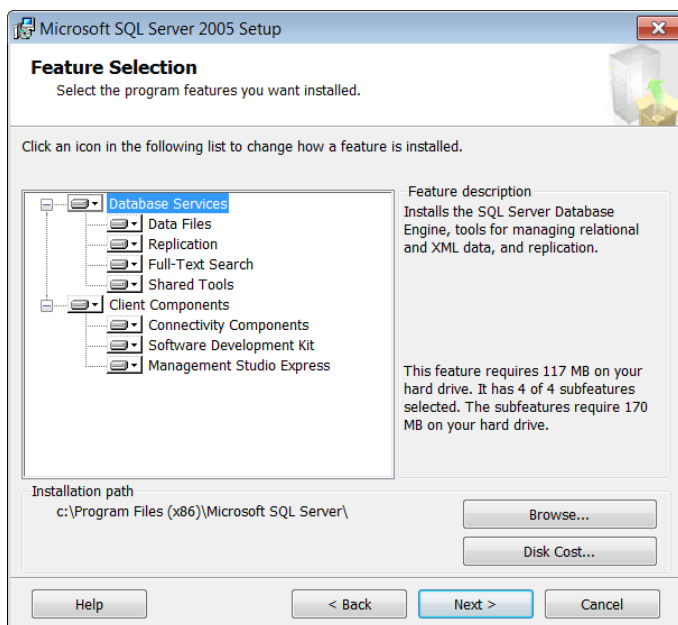 Microsoft SQL Server 2005 Setup
Feature Selection
Select the program features you want installed.
Click an icon in the following list to change how a feature is installed.
Database Services
Data Files
Replication
Full-Text Search
Shared Tools
Client Components
Connectivity Components
Software Development Kit
Management Studio Express
Feature description
Installs the SQL Server Database
Engine, tools for managing relational
and XML data, and replication.
This feature requires 117 MB on your
hard drive. It has 4 of 4 subfeatures
selected. The subfeatures require 170
MB on your hard drive.
Installation path
c:\Program Files (x86)\Microsoft SQL Server\
Browse...
Disk Cost...
Help
< Back
Next >
Cancel